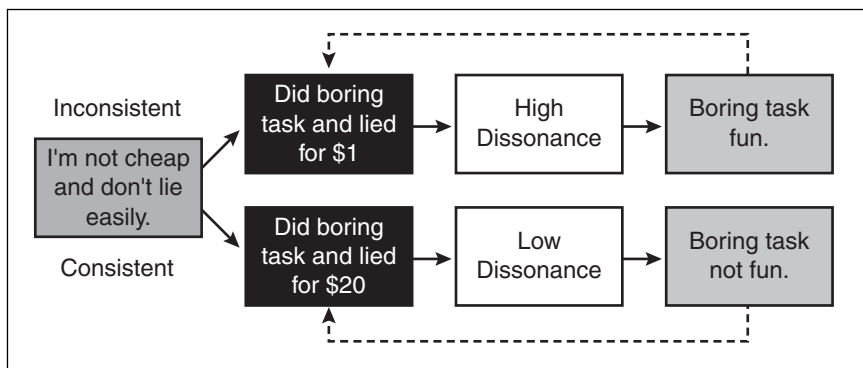 Inconsistent
I'm not cheap
and don't lie
easily.
Consistent
Did boring
task and lied
for $1
High
Dissonance
Boring task
fun.
Did boring
task and lied
for $20
Low
Dissonance
Boring task
not fun.